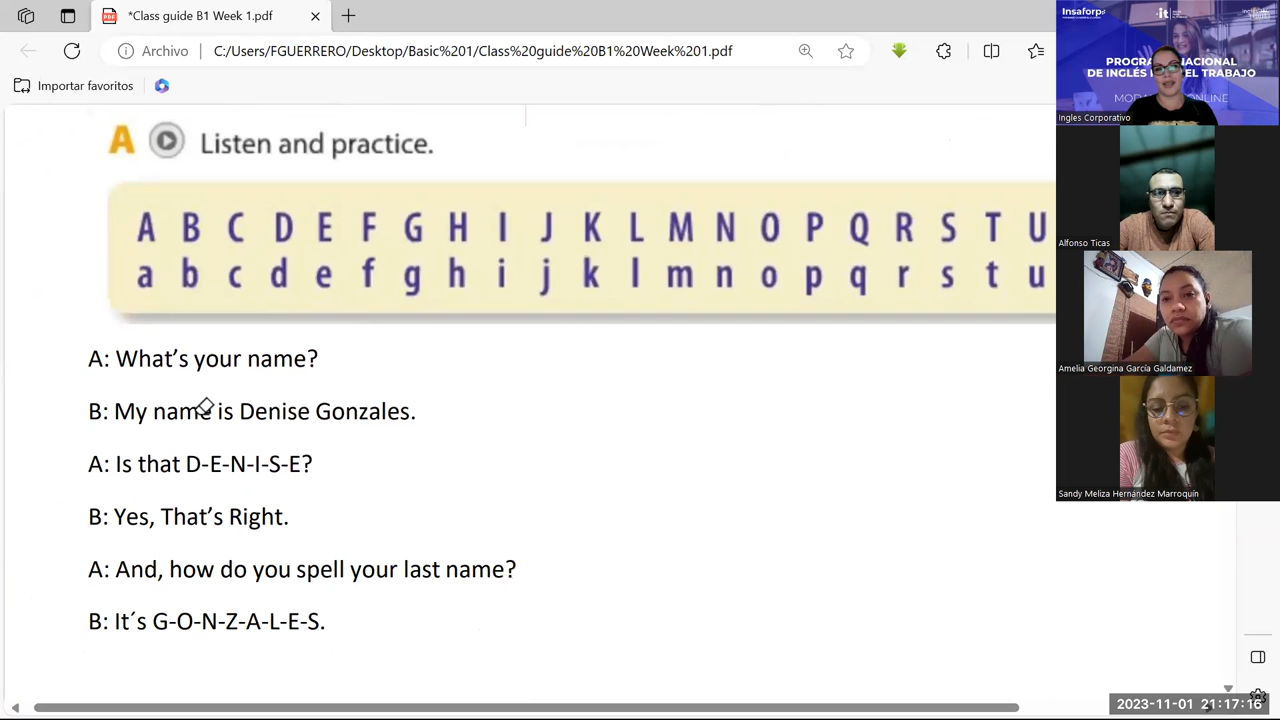 *Class guide B1 Week 1.pdf
Archivo
C:/Users/FGUERRERO/Desktop/Basic%201/Class%20guide%20B1%20Week%201.pdf
Importar favoritos
A Listen and practice.
A B C D E F G H I J K L M N O P Q R S T U
a b c d e f g h i j k l m n o p q r s t u
A: What's your name?
B: My name is Denise Gonzales.
A: Is that D-E-N-I-S-E?
B: Yes, That's Right.
A: And, how do you spell your last name?
B: It´s G-O-N-Z-A-L-E-S.
Insaforp
Ingles Corporativo
Alfonso Ticas
Amelia Georgina García Galdamez
Sandy Meliza Hernández Marroquín
2023-11-01 21:17:16